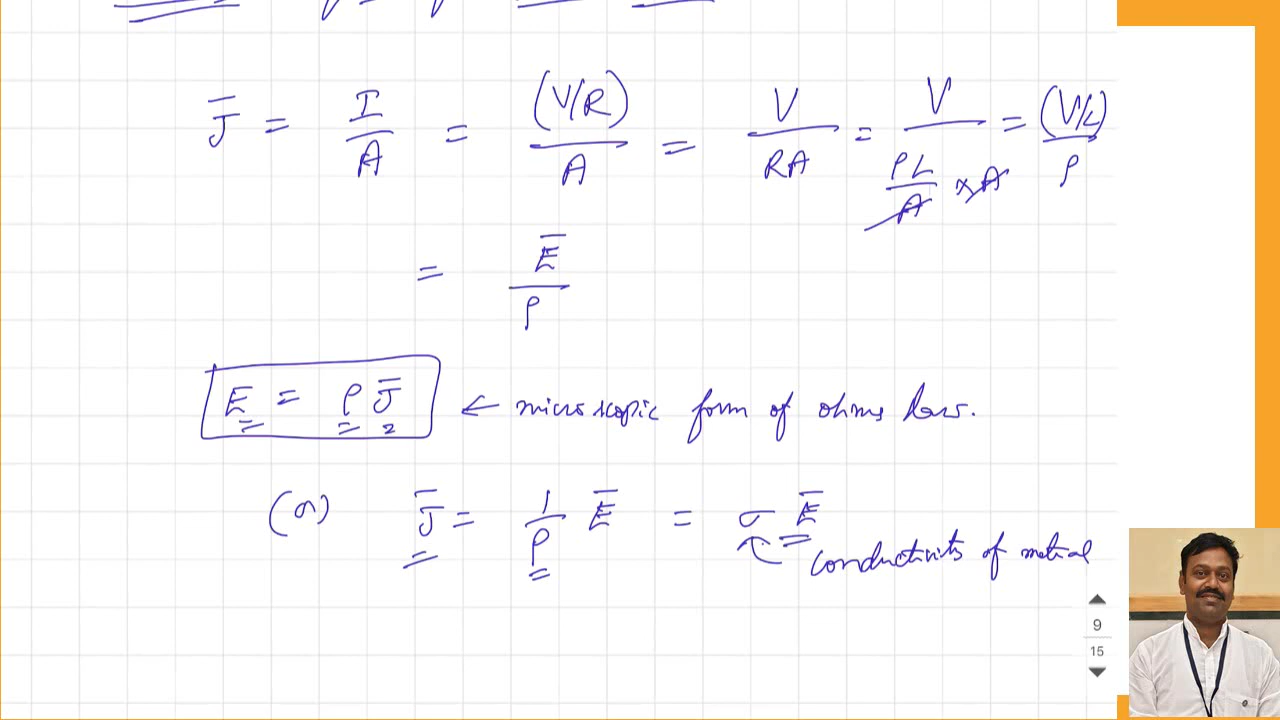 J̄ = I/A = (V/R)/A = V/RA = V/(ρL/A × A) = (V/L)/ρ
= Ē/ρ
E = ρ J̄ ← microscopic form of ohms law.
(or) J̄ = 1/ρ Ē = σ Ē
conductivity of metal
9
15